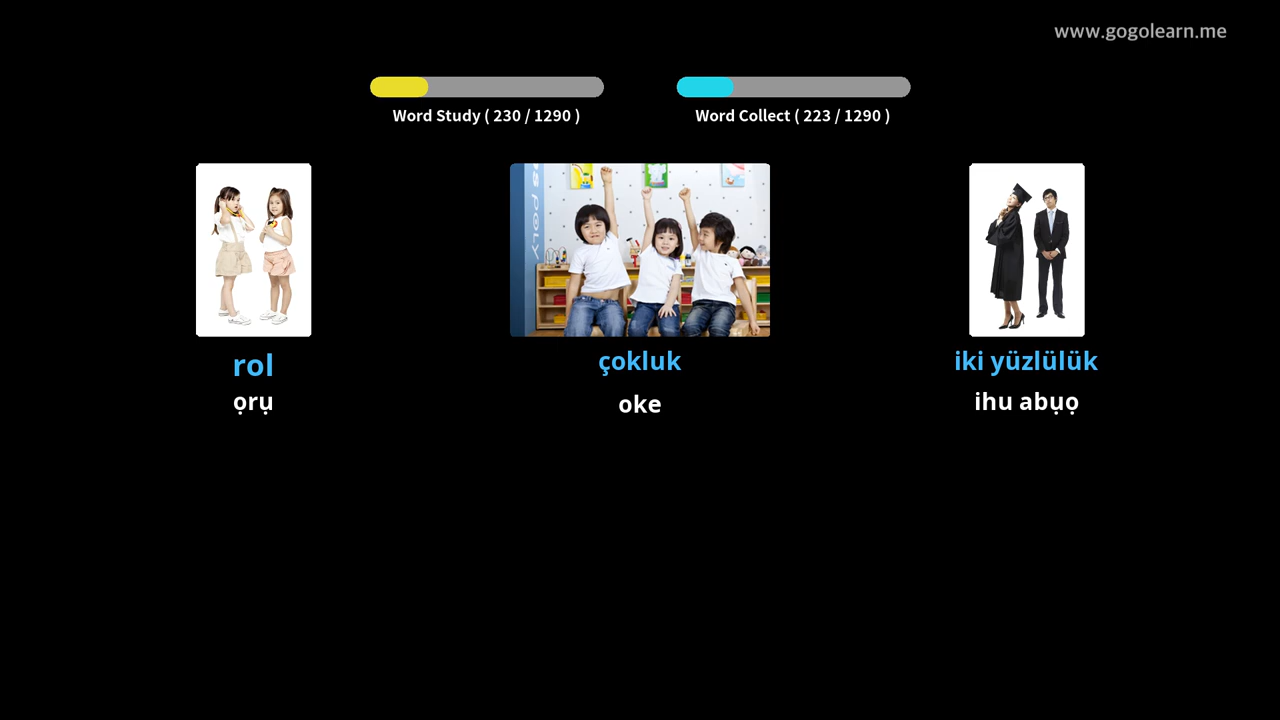 www.gogolearn.me
Word Study ( 230 / 1290 )
Word Collect ( 223 / 1290 )
rol
ọrụ
çokluk
oke
iki yüzlülük
ihu abụọ